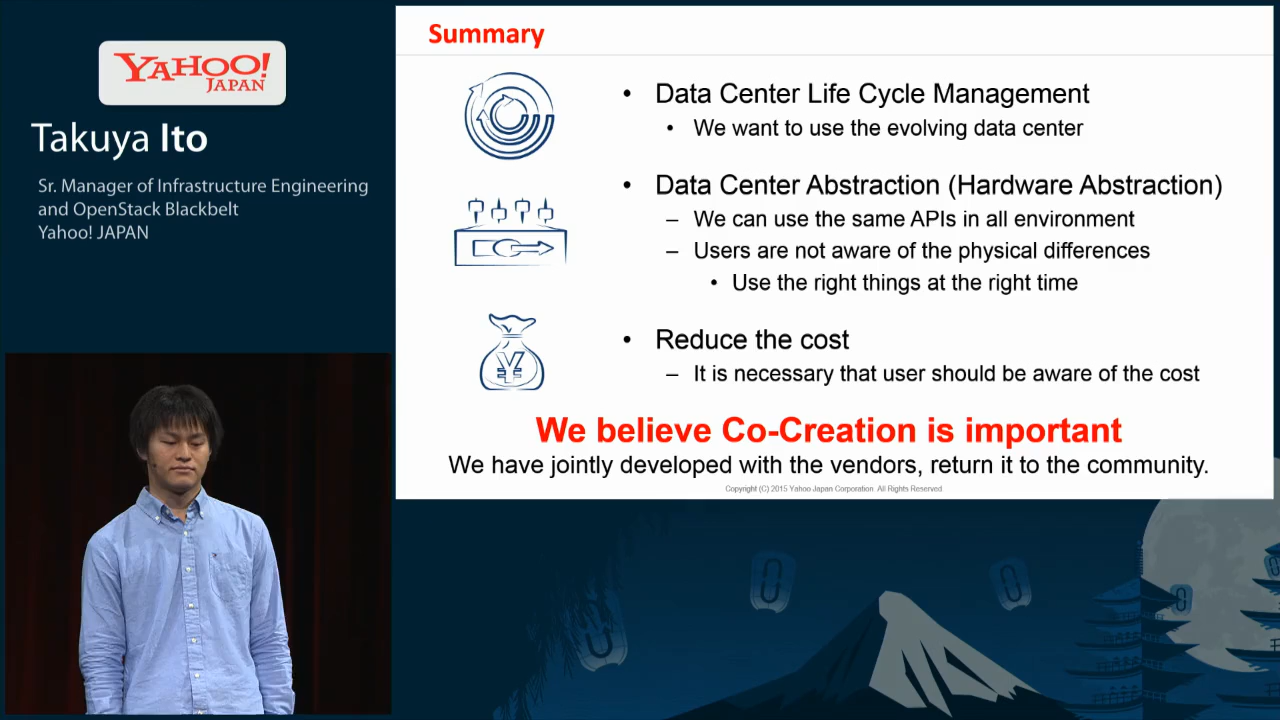 YAHOO!
JAPAN
Takuya Ito
Sr. Manager of Infrastructure Engineering
and OpenStack Blackbelt
Yahoo! JAPAN
Summary
• Data Center Life Cycle Management
• We want to use the evolving data center
• Data Center Abstraction (Hardware Abstraction)
– We can use the same APIs in all environment
– Users are not aware of the physical differences
• Use the right things at the right time
¥
• Reduce the cost
– It is necessary that user should be aware of the cost
We believe Co-Creation is important
We have jointly developed with the vendors, return it to the community.
Copyright (C) 2015 Yahoo Japan Corporation. All Rights Reserved